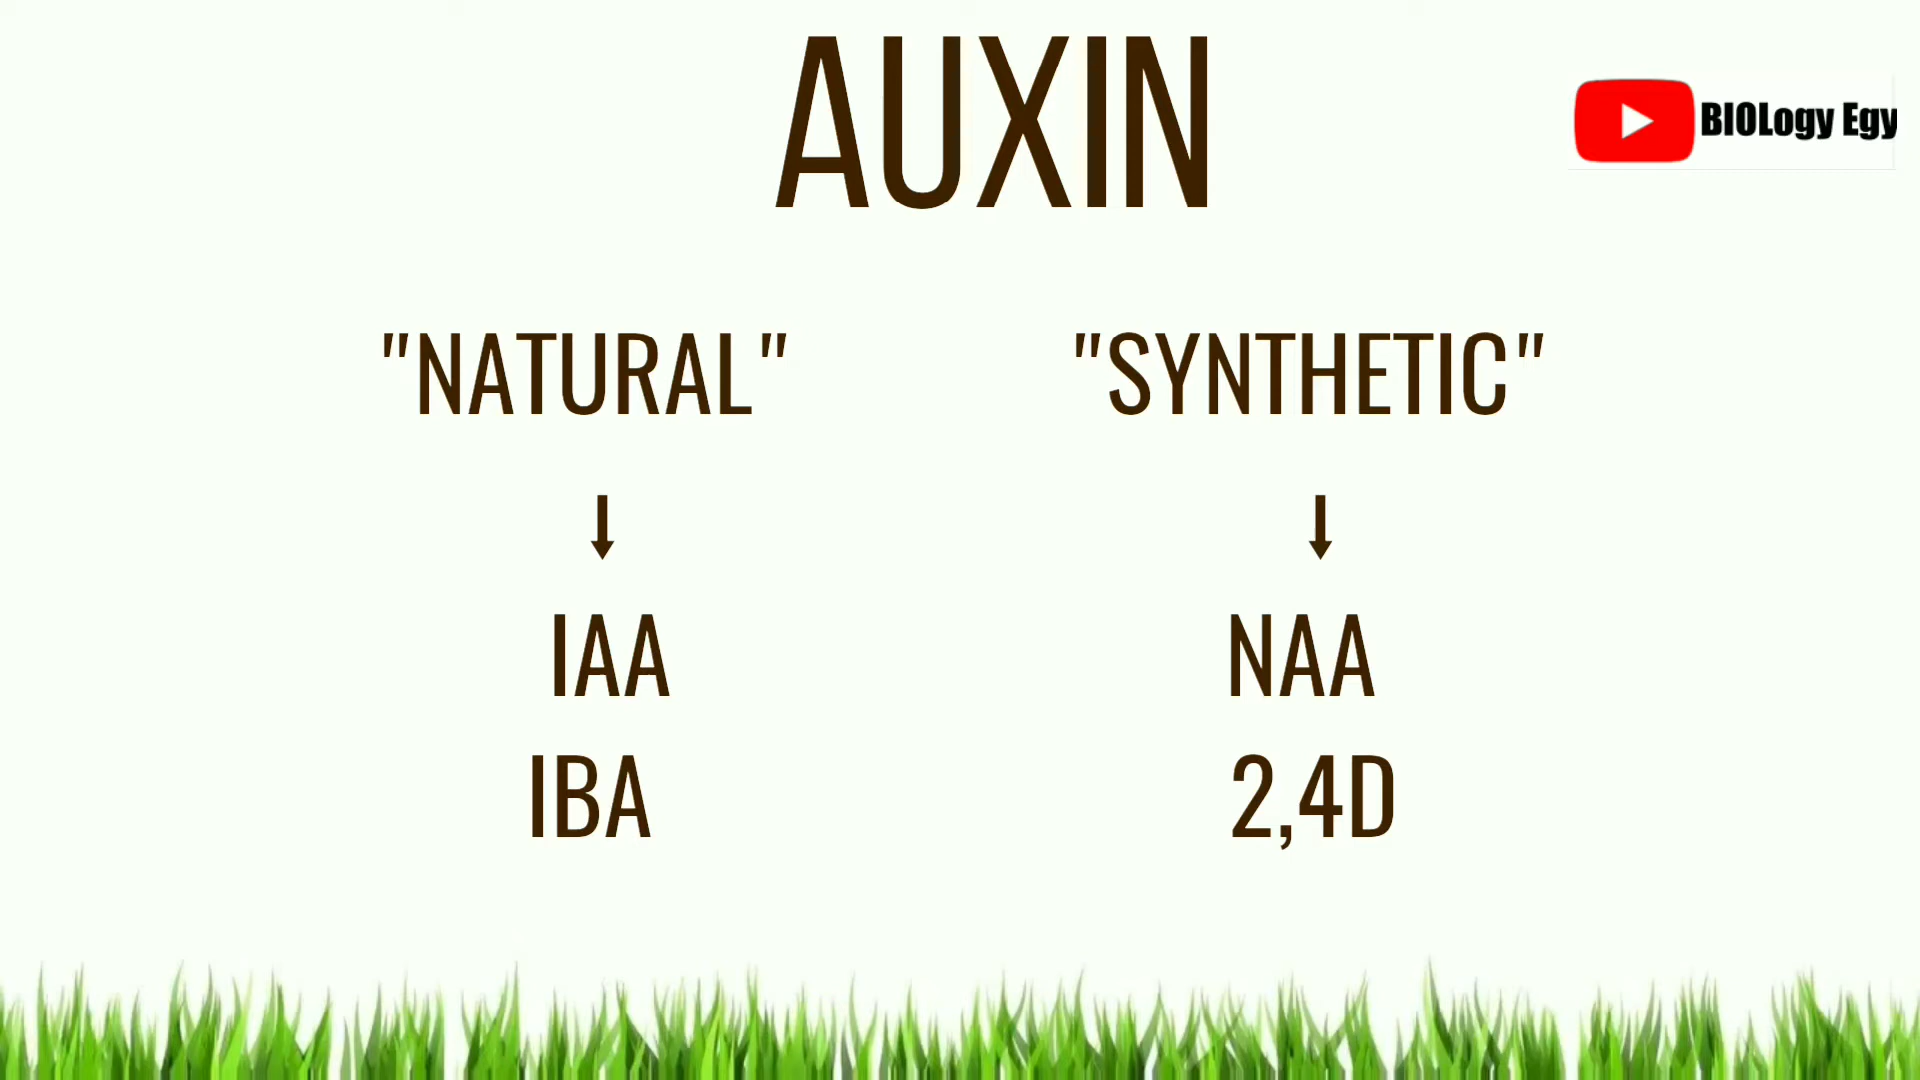 AUXIN
BIOLogy Egy
"NATURAL"
"SYNTHETIC"
IAA
NAA
IBA
2,4D